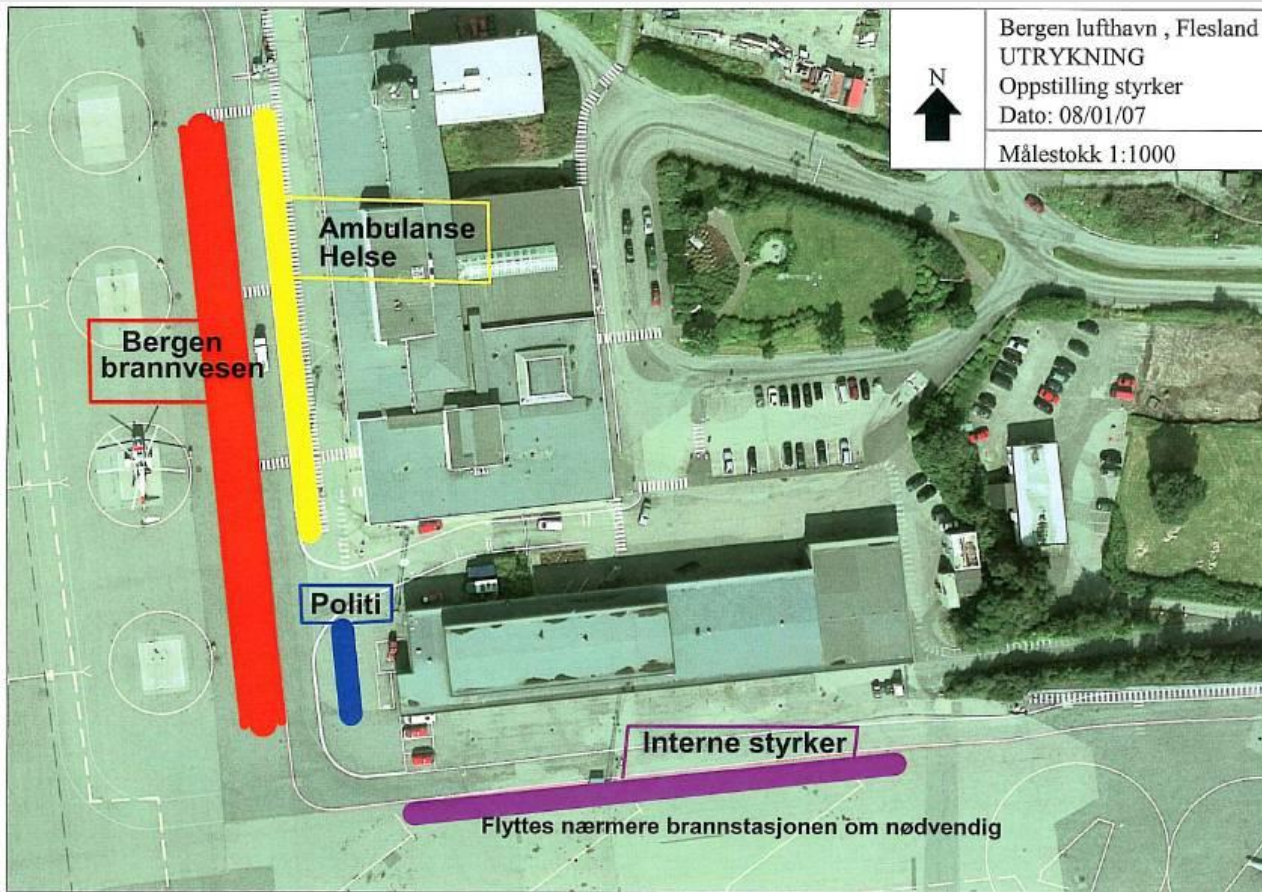 Bergen lufthavn , Flesland
UTRYKNING
Oppstilling styrker
Dato: 08/01/07
Målestokk 1:1000
N
Ambulanse
Helse
Bergen
brannvesen
Politi
Interne styrker
Flyttes nærmere brannstasjonen om nødvendig